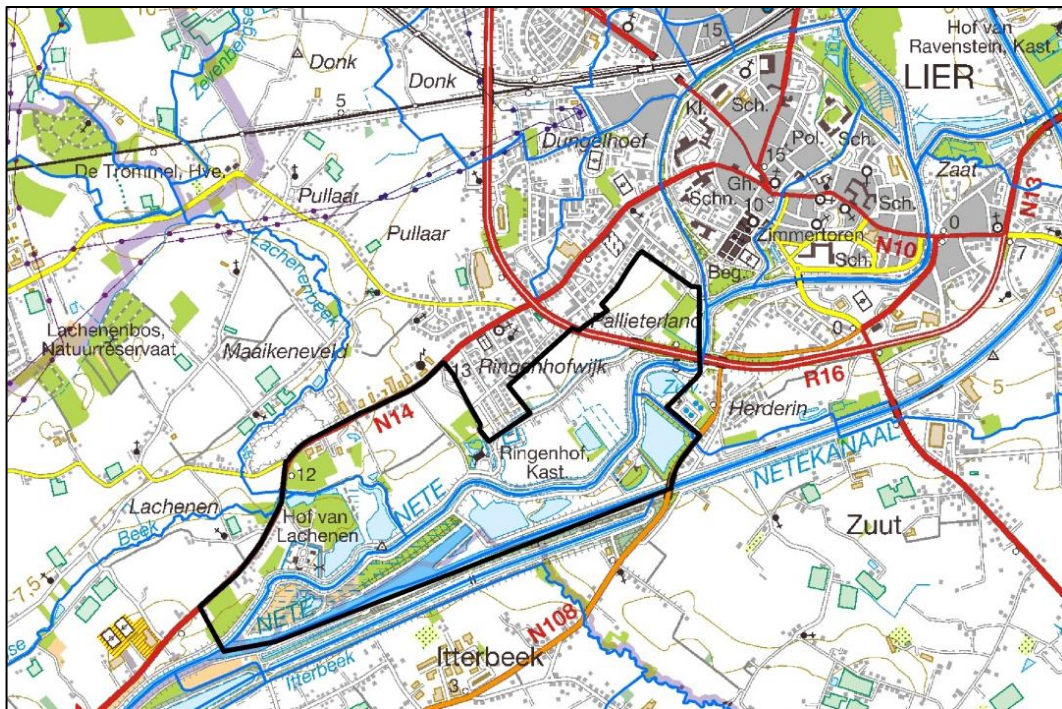 Hof van
Ravenstein, Kast.
LIER
15
Donk
Donk
Zevenbergse
5
Sch.
Kl.
Dungelhoef
Pol.
Sch.
15
De Trommel, Hve.
Zaat
N13
Pullaar
Gh.
10
Schn.
Sch.
0
7
Pullaar
Zimmertoren
N10
Sch.
Beg.
Lachenenbeek
Pallieterland
0
Lachenenbos,
Natuurreservaat
Maaikeneveld
13
Ringenhofwijk
5
R16
5
N14
Herderin
Ringenhof,
Kast.
NETEKANAAL
12
NETE
Lachenen
Hof van
Lachenen
Zuut
Beek
7,5
NETE
N108
Itterbeek
Itterbeek
3